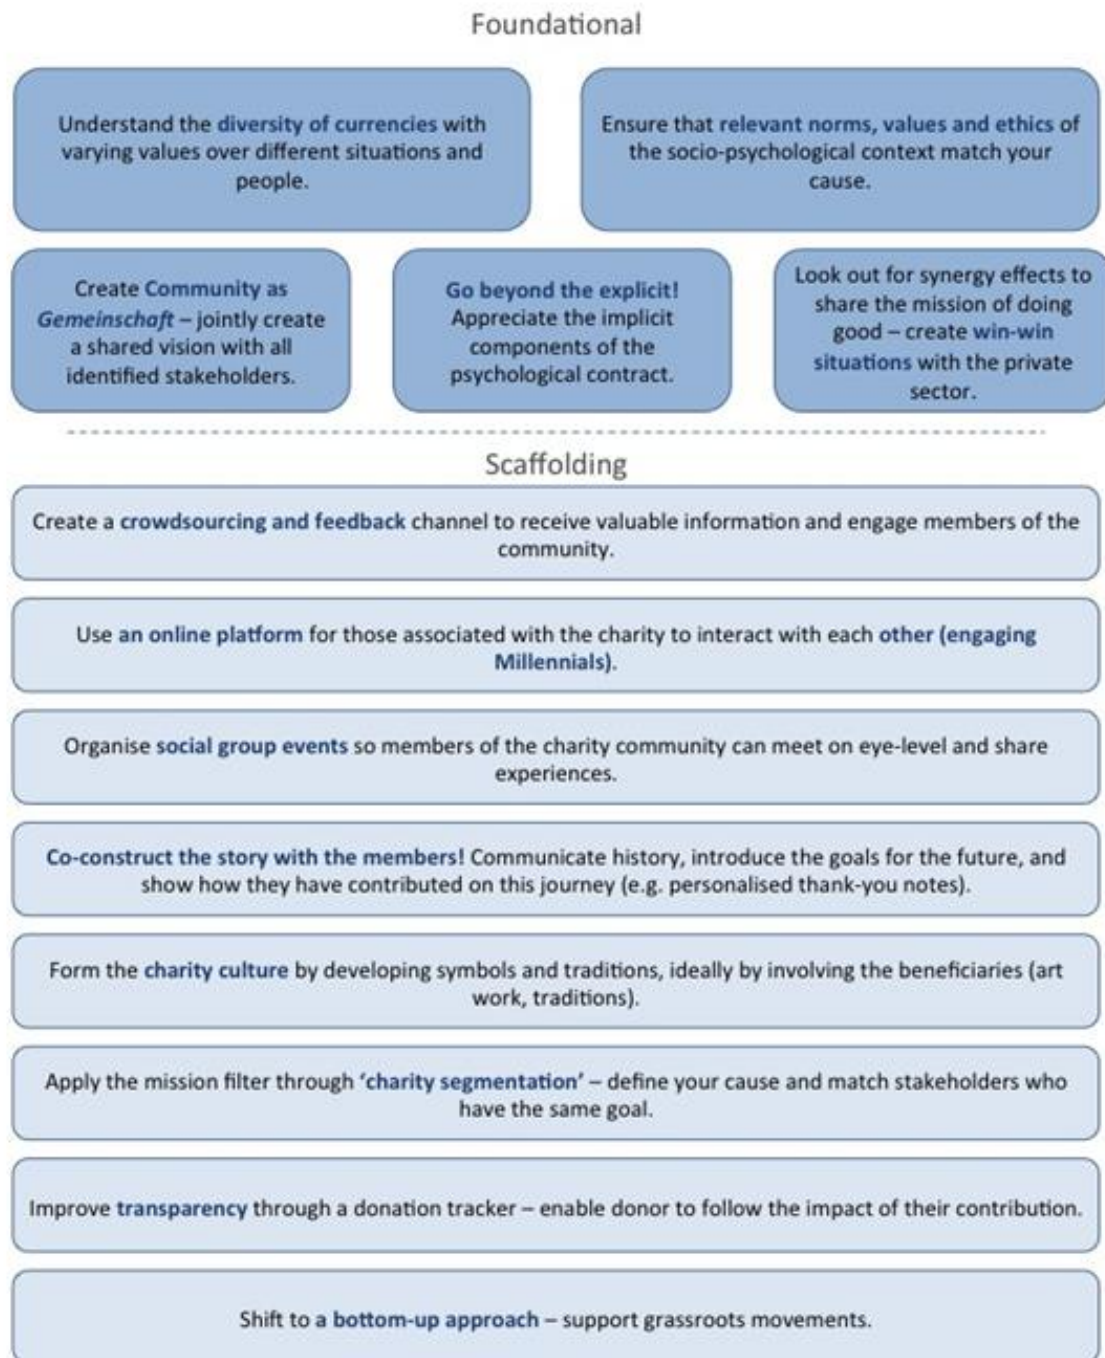 Foundational
Understand the diversity of currencies with
varying values over different situations and
people.
Ensure that relevant norms, values and ethics of
the socio-psychological context match your
cause.
Create Community as
Gemeinschaft – jointly create
a shared vision with all
identified stakeholders.
Go beyond the explicit!
Appreciate the implicit
components of the
psychological contract.
Look out for synergy effects to
share the mission of doing
good – create win-win
situations with the private
sector.
Scaffolding
Create a crowdsourcing and feedback channel to receive valuable information and engage members of the
community.
Use an online platform for those associated with the charity to interact with each other (engaging
Millennials).
Organise social group events so members of the charity community can meet on eye-level and share
experiences.
Co-construct the story with the members! Communicate history, introduce the goals for the future, and
show how they have contributed on this journey (e.g. personalised thank-you notes).
Form the charity culture by developing symbols and traditions, ideally by involving the beneficiaries (art
work, traditions).
Apply the mission filter through ‘charity segmentation’ – define your cause and match stakeholders who
have the same goal.
Improve transparency through a donation tracker – enable donor to follow the impact of their contribution.
Shift to a bottom-up approach – support grassroots movements.